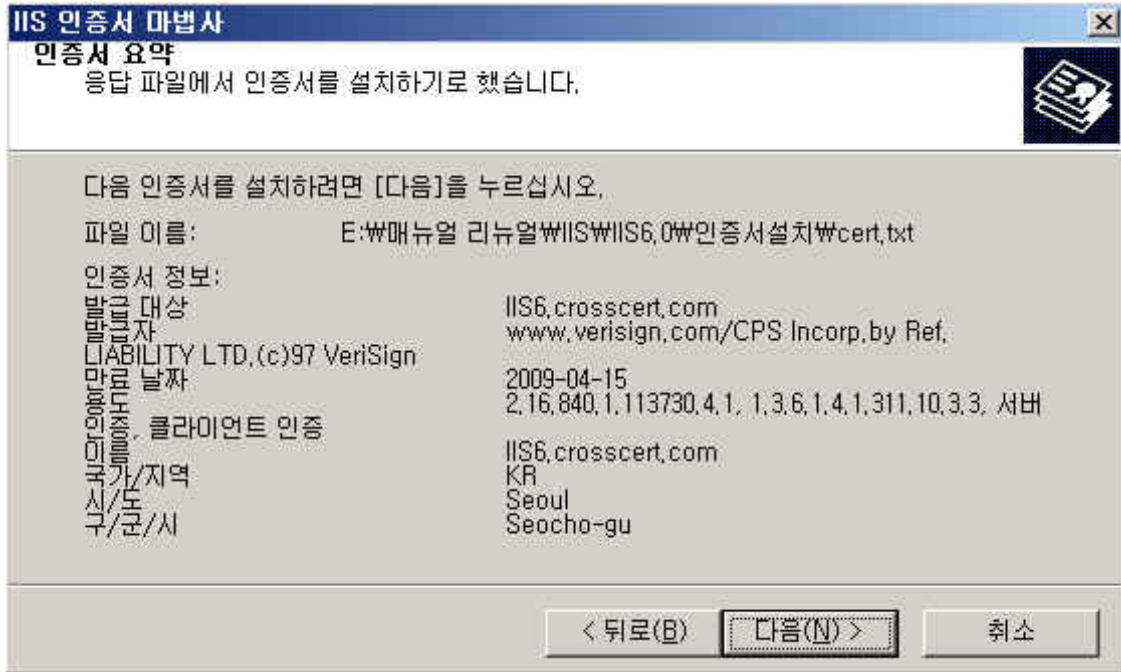 IIS 인증서 마법사
인증서 요약
응답 파일에서 인증서를 설치하기로 했습니다.
다음 인증서를 설치하려면 [다음]을 누르십시오.
파일 이름: E:₩매뉴얼 리뉴얼₩IIS₩IIS6.0₩인증서설치₩cert.txt
인증서 정보:
발급 대상 IIS6.crosscert.com
발급자 www.verisign.com/CPS Incorp.by Ref.
LIABILITY LTD.(c)97 VeriSign
만료 날짜 2009-04-15
용도 2.16.840.1.113730.4.1, 1.3.6.1.4.1.311.10.3.3, 서버
인증, 클라이언트 인증
이름 IIS6.crosscert.com
국가/지역 KR
시/도 Seoul
구/군/시 Seocho-gu
< 뒤로(B) 다음(N) > 취소